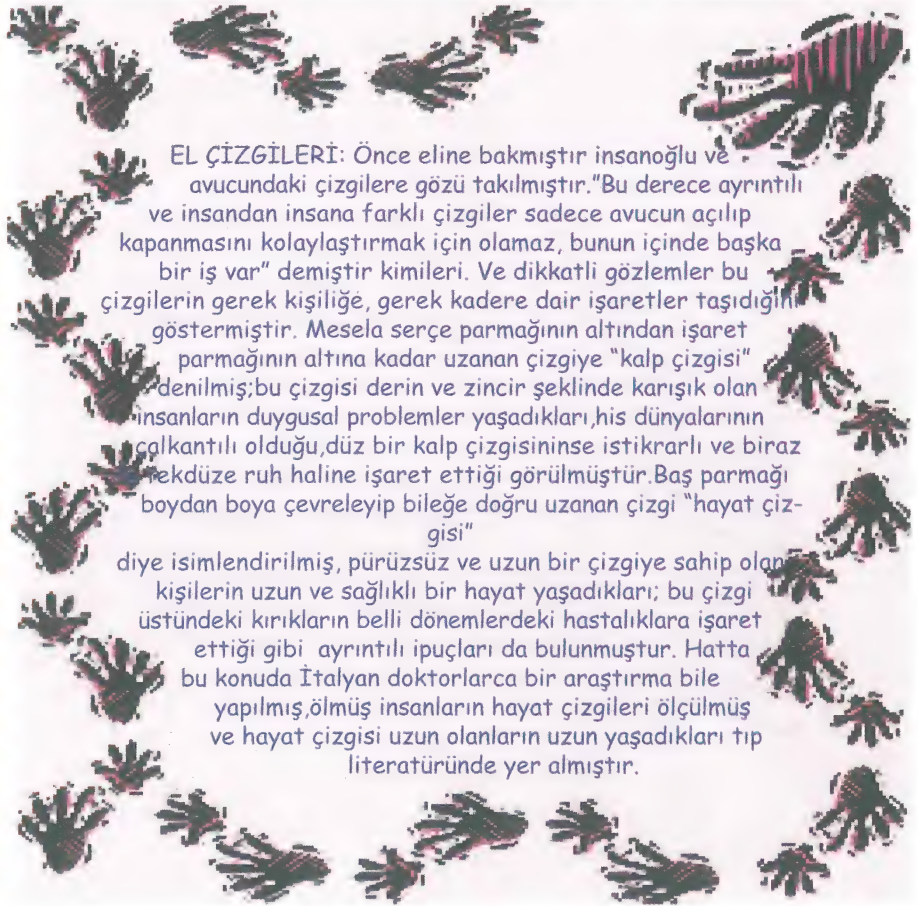 EL ÇİZGİLERİ: Önce eline bakmıştır insanoğlu ve
avucundaki çizgilere gözü takılmıştır."Bu derece ayrıntılı
ve insandan insana farklı çizgiler sadece avucun açılıp
kapanmasını kolaylaştırmak için olamaz, bunun içinde başka
bir iş var" demiştir kimileri. Ve dikkatli gözlemler bu
çizgilerin gerek kişiliğe, gerek kadere dair işaretler taşıdığını
göstermiştir. Mesela serçe parmağının altından işaret
parmağının altına kadar uzanan çizgiye "kalp çizgisi"
denilmiş;bu çizgisi derin ve zincir şeklinde karışık olan
insanların duygusal problemler yaşadıkları,his dünyalarının
çalkantılı olduğu,düz bir kalp çizgisininse istikrarlı ve biraz
tekdüze ruh haline işaret ettiği görülmüştür.Baş parmağı
boydan boya çevreleyip bileğe doğru uzanan çizgi "hayat çiz-
gisi"
diye isimlendirilmiş, pürüzsüz ve uzun bir çizgiye sahip olan
kişilerin uzun ve sağlıklı bir hayat yaşadıkları; bu çizgi
üstündeki kırıkların belli dönemlerdeki hastalıklara işaret
ettiği gibi ayrıntılı ipuçları da bulunmuştur. Hatta
bu konuda İtalyan doktorlarca bir araştırma bile
yapılmış,ölmüş insanların hayat çizgileri ölçülmüş
ve hayat çizgisi uzun olanların uzun yaşadıkları tıp
literatüründe yer almıştır.